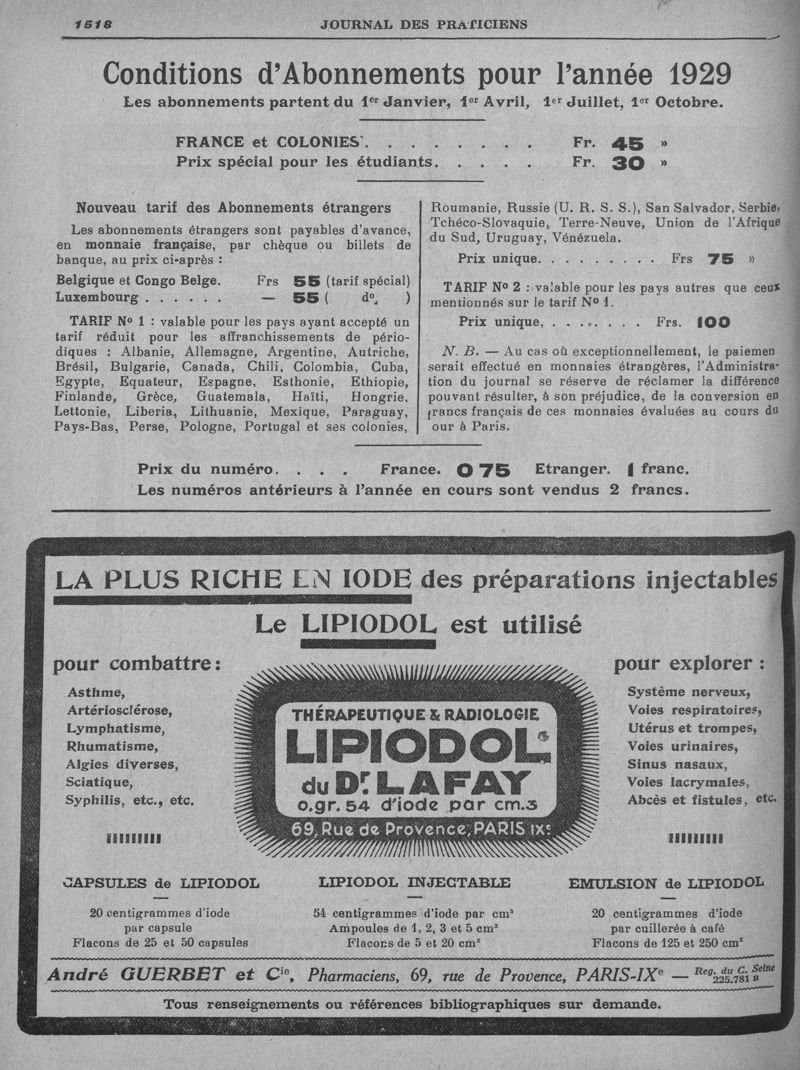 1518 JOURNAL DES PRATICIENS
Conditions d'Abonnements pour l'année 1929
Les abonnements partent du 1er Janvier, 1er Avril, 1er Juillet, 1er Octobre.
FRANCE et COLONIES. . . . . . . . Fr. 45 »
Prix spécial pour les étudiants. . . . . Fr. 30 »
Nouveau tarif des Abonnements étrangers
Les abonnements étrangers sont payables d'avance,
en monnaie française, par chèque ou billets de
banque, au prix ci-après :
Belgique et Congo Belge. Frs 55 (tarif spécial)
Luxembourg . . . . . . — 55 ( do )
TARIF No 1 : valable pour les pays ayant accepté un
tarif réduit pour les affranchissements de pério-
diques : Albanie, Allemagne, Argentine, Autriche,
Brésil, Bulgarie, Canada, Chili, Colombia, Cuba,
Egypte, Equateur, Espagne, Esthonie, Ethiopie,
Finlande, Grèce, Guatemala, Haïti, Hongrie,
Lettonie, Liberia, Lithuanie, Mexique, Paraguay,
Pays-Bas, Perse, Pologne, Portugal et ses colonies,
Roumanie, Russie (U. R. S. S.), San Salvador, Serbie,
Tchéco-Slovaquie, Terre-Neuve, Union de l'Afrique
du Sud, Uruguay, Vénézuela.
Prix unique. . . . . . . . . Frs 75 »
TARIF No 2 : valable pour les pays autres que ceux
mentionnés sur le tarif No 1.
Prix unique, . . . . . . . . Frs. 100
N. B. — Au cas où exceptionnellement, le paiemen
serait effectué en monnaies étrangères, l'Administra-
tion du journal se réserve de réclamer la différence
pouvant résulter, à son préjudice, de la conversion en
francs français de ces monnaies évaluées au cours du
our à Paris.
Prix du numéro. . . . France. 0 75 Etranger. 1 franc.
Les numéros antérieurs à l'année en cours sont vendus 2 francs.
LA PLUS RICHE EN IODE des préparations injectables
Le LIPIODOL est utilisé
pour combattre :
Asthme,
Artériosclérose,
Lymphatisme,
Rhumatisme,
Algies diverses,
Sciatique,
Syphilis, etc., etc.
THÉRAPEUTIQUE & RADIOLOGIE
LIPIODOL
du Dr. LAFAY
0.gr. 54 d'iode par cm.3
69, Rue de Provence, PARIS IXe
pour explorer :
Système nerveux,
Voies respiratoires,
Utérus et trompes,
Voies urinaires,
Sinus nasaux,
Voies lacrymales,
Abcès et fistules, etc.
CAPSULES de LIPIODOL
20 centigrammes d'iode
par capsule
Flacons de 25 et 50 capsules
LIPIODOL INJECTABLE
54 centigrammes d'iode par cm³
Ampoules de 1, 2, 3 et 5 cm³
Flacons de 5 et 20 cm³
EMULSION de LIPIODOL
20 centigrammes d'iode
par cuillerée à café
Flacons de 125 et 250 cm³
André GUERBET et Cie, Pharmaciens, 69, rue de Provence, PARIS-IXe — Reg. du C. Seine 225.781 B
Tous renseignements ou références bibliographiques sur demande.